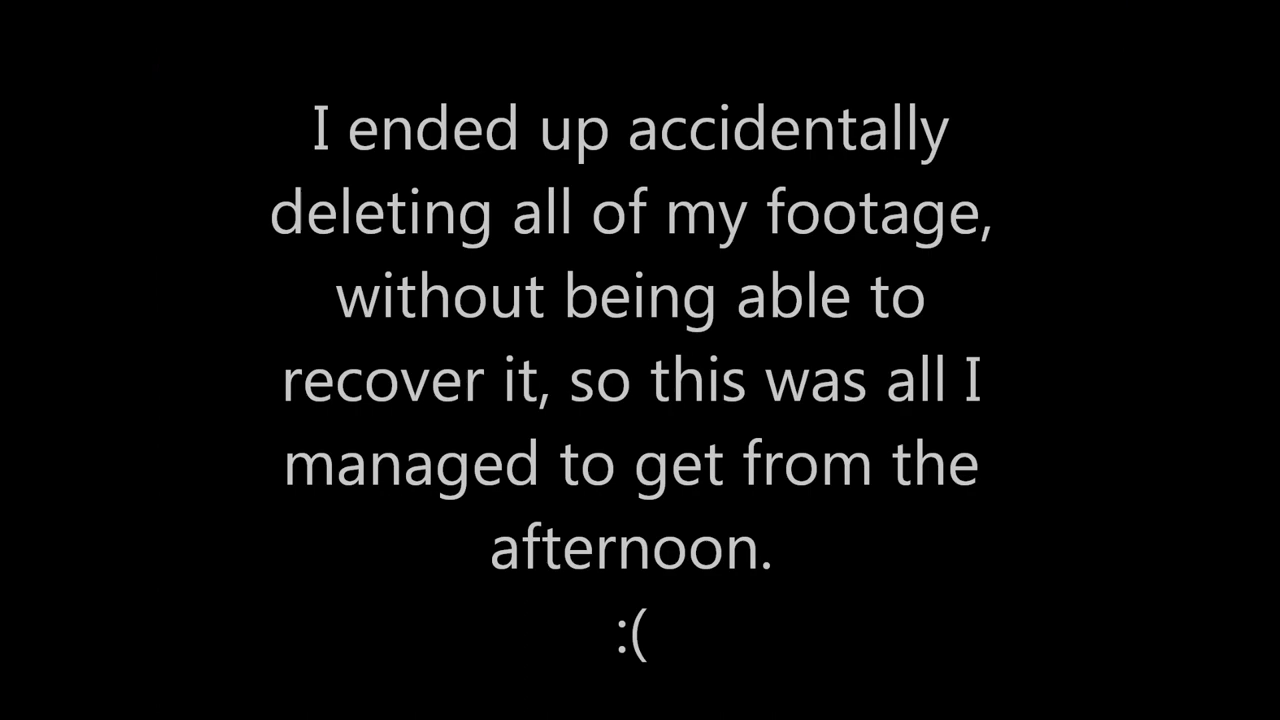 I ended up accidentally
deleting all of my footage,
without being able to
recover it, so this was all I
managed to get from the
afternoon.
:(